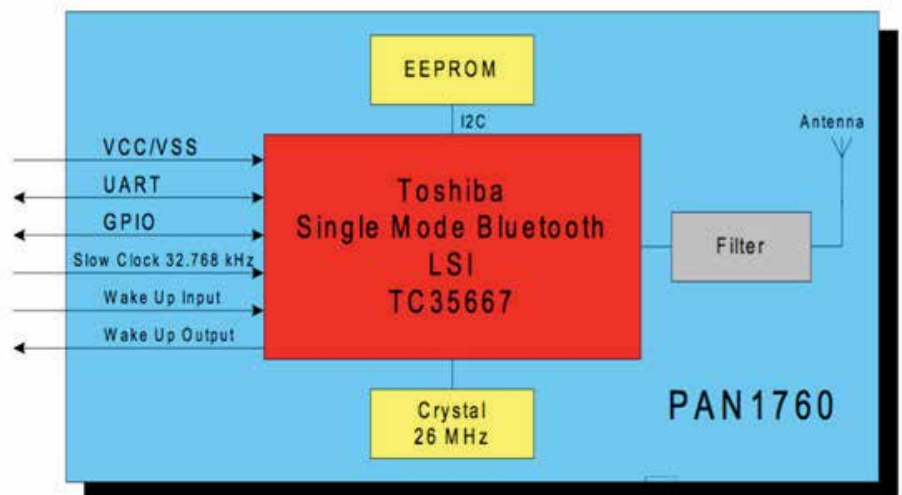 EEPROM
I2C
Antenna
VCC/VSS
UART
GPIO
Slow Clock 32.768 kHz
Wake Up Input
Wake Up Output
Toshiba
Single Mode Bluetooth
LSI
TC35667
Filter
Crystal
26 MHz
PAN1760